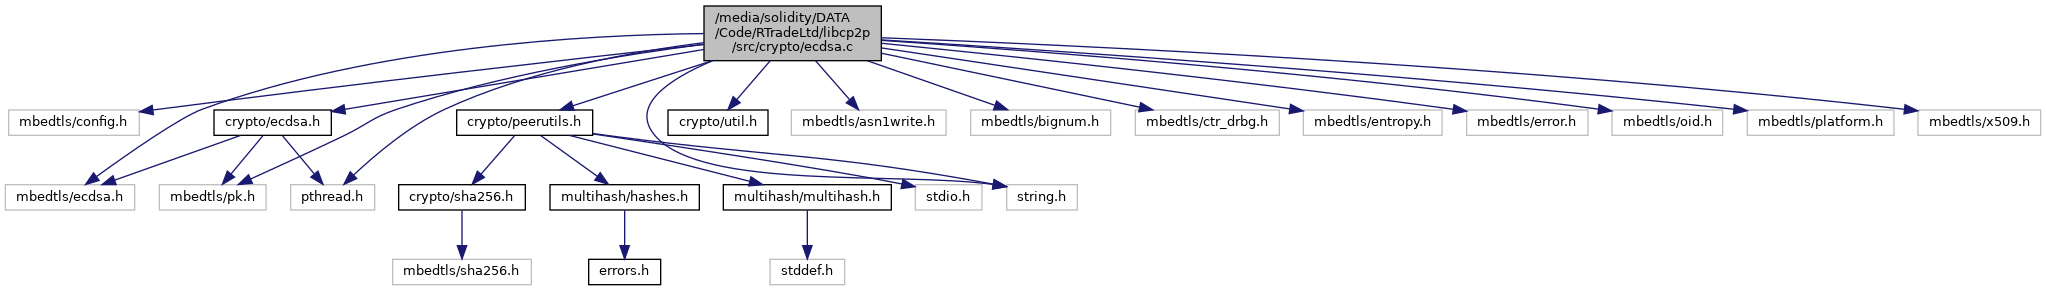 /media/solidity/DATA
/Code/RTradeLtd/libcp2p
/src/crypto/ecdsa.c
mbedtls/config.h
crypto/ecdsa.h
crypto/peerutils.h
crypto/util.h
mbedtls/asn1write.h
mbedtls/bignum.h
mbedtls/ctr_drbg.h
mbedtls/entropy.h
mbedtls/error.h
mbedtls/oid.h
mbedtls/platform.h
mbedtls/x509.h
mbedtls/ecdsa.h
mbedtls/pk.h
pthread.h
crypto/sha256.h
multihash/hashes.h
multihash/multihash.h
stdio.h
string.h
mbedtls/sha256.h
errors.h
stddef.h